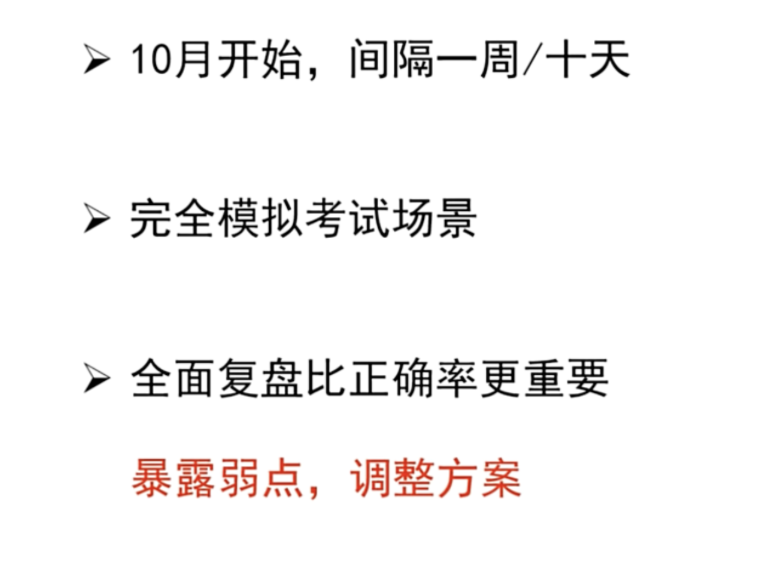 ➢ 10月开始，间隔一周/十天
➢ 完全模拟考试场景
➢ 全面复盘比正确率更重要
暴露弱点，调整方案